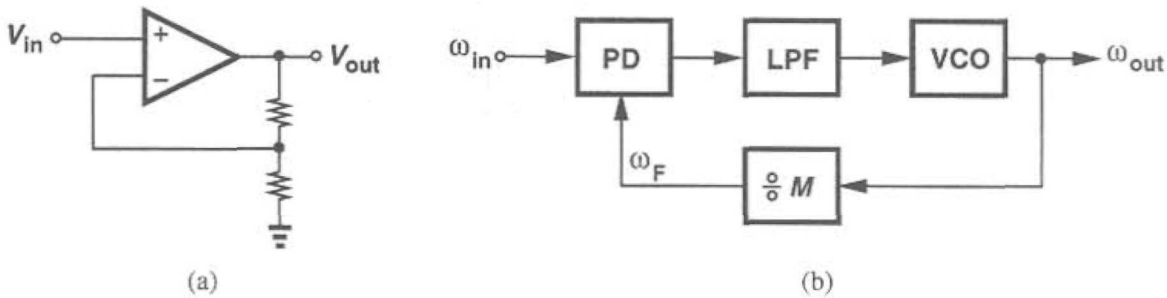 V_in
+
−
V_out
(a)
ω_in
PD
LPF
VCO
ω_out
ω_F
÷ M
(b)